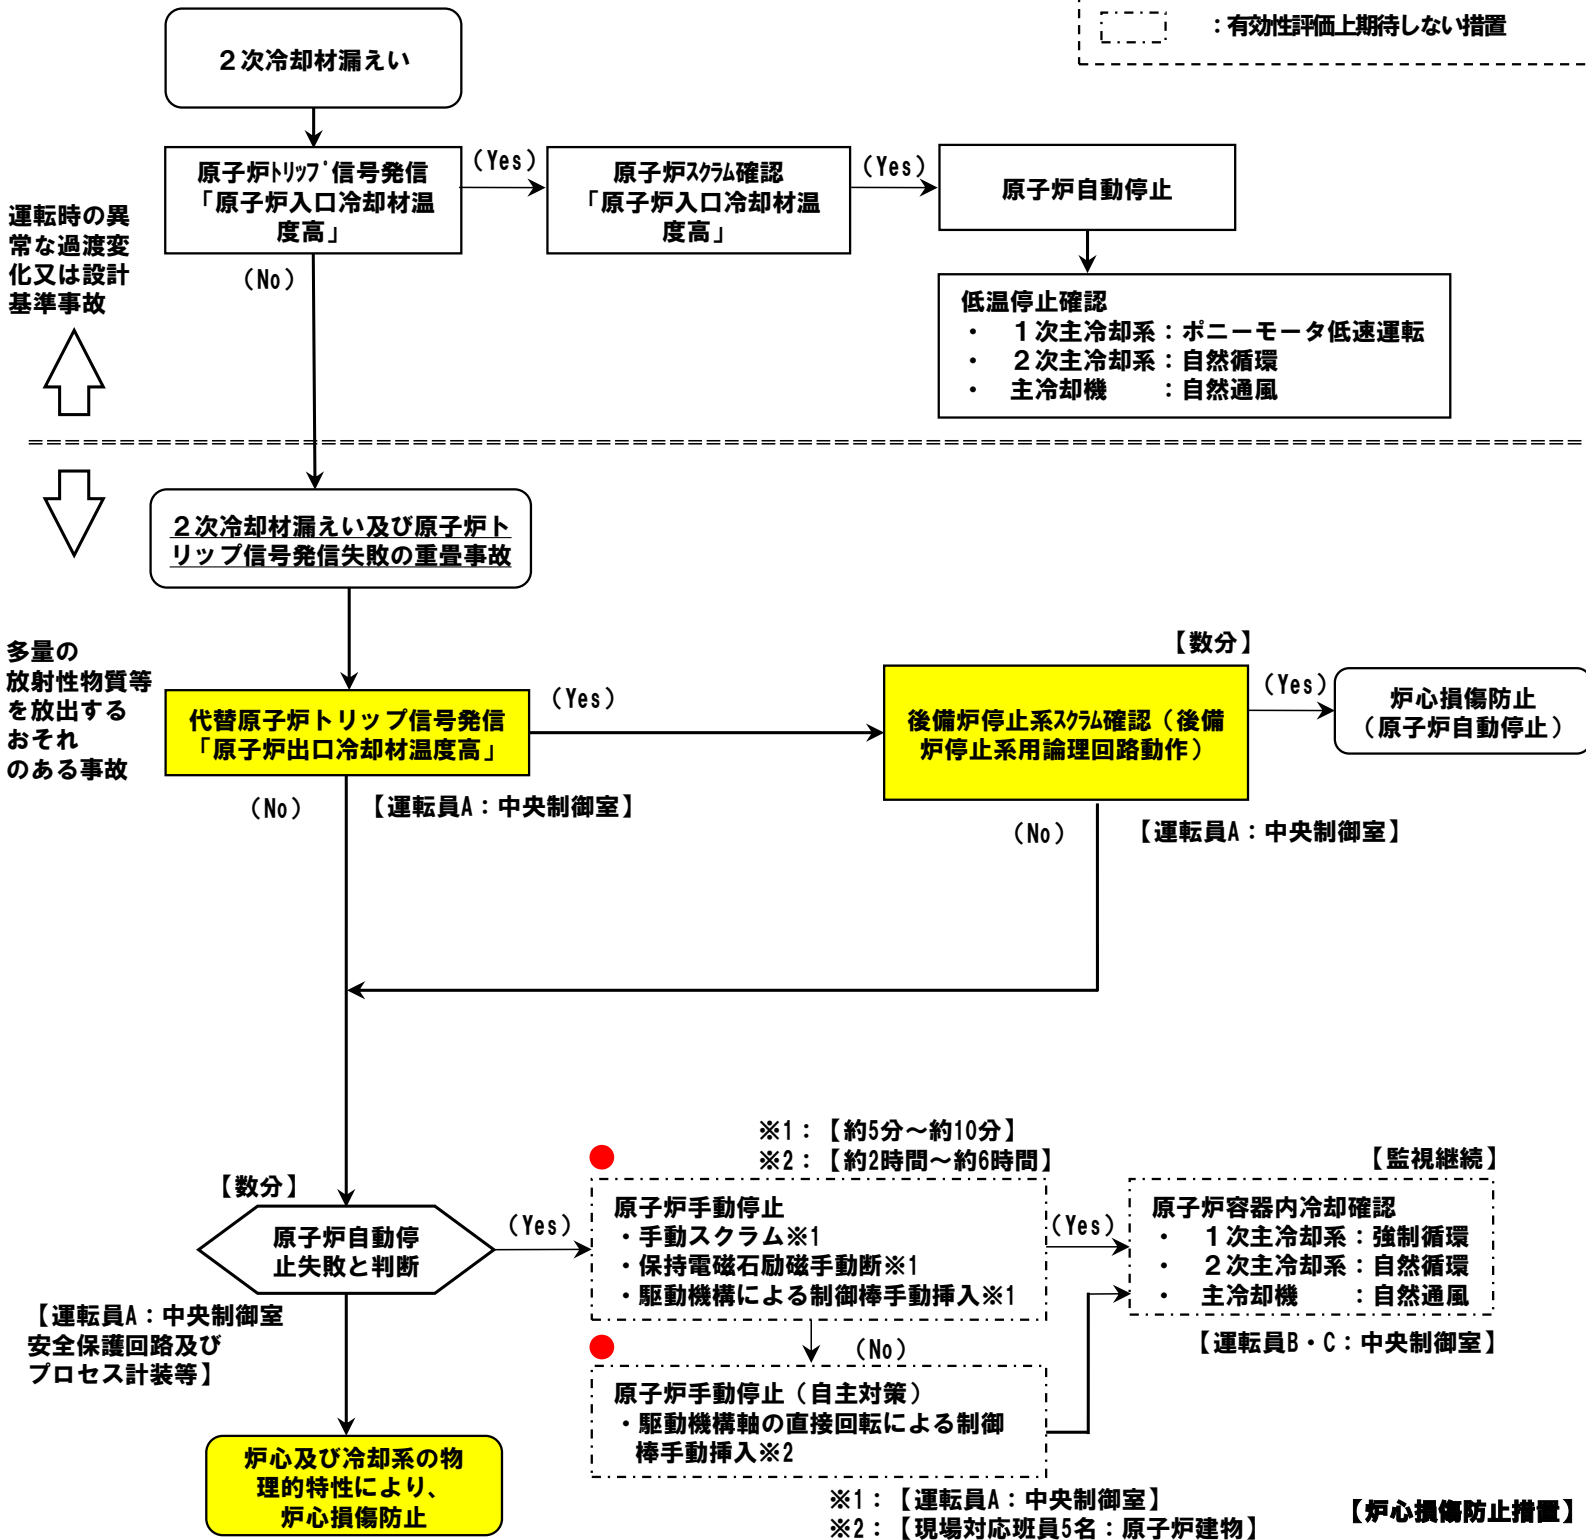 ：有効性評価上期待しない措置
２次冷却材漏えい
原子炉ﾄﾘｯﾌﾟ信号発信
「原子炉入口冷却材温
度高」
（Yes）
原子炉ｽｸﾗﾑ確認
「原子炉入口冷却材温
度高」
（Yes）
原子炉自動停止
運転時の異
常な過渡変
化又は設計
基準事故
（No）
低温停止確認
・　１次主冷却系：ポニーモータ低速運転
・　２次主冷却系：自然循環
・　主冷却機　　：自然通風
２次冷却材漏えい及び原子炉ト
リップ信号発信失敗の重畳事故
多量の
放射性物質等
を放出する
おそれ
のある事故
代替原子炉トリップ信号発信
「原子炉出口冷却材温度高」
（Yes）
【数分】
後備炉停止系ｽｸﾗﾑ確認（後備
炉停止系用論理回路動作）
（Yes）
炉心損傷防止
（原子炉自動停止）
（No）
【運転員A：中央制御室】
（No）
【運転員A：中央制御室】
※1：【約5分～約10分】
※2：【約2時間～約6時間】
【監視継続】
【数分】
原子炉自動停
止失敗と判断
（Yes）
原子炉手動停止
・手動スクラム※1
・保持電磁石励磁手動断※1
・駆動機構による制御棒手動挿入※1
（Yes）
原子炉容器内冷却確認
・　１次主冷却系：強制循環
・　２次主冷却系：自然循環
・　主冷却機　　：自然通風
【運転員A：中央制御室
安全保護回路及び
プロセス計装等】
（No）
【運転員B・C：中央制御室】
原子炉手動停止（自主対策）
・駆動機構軸の直接回転による制御
棒手動挿入※2
炉心及び冷却系の物
理的特性により、
炉心損傷防止
※1：【運転員A：中央制御室】
※2：【現場対応班員5名：原子炉建物】
【炉心損傷防止措置】